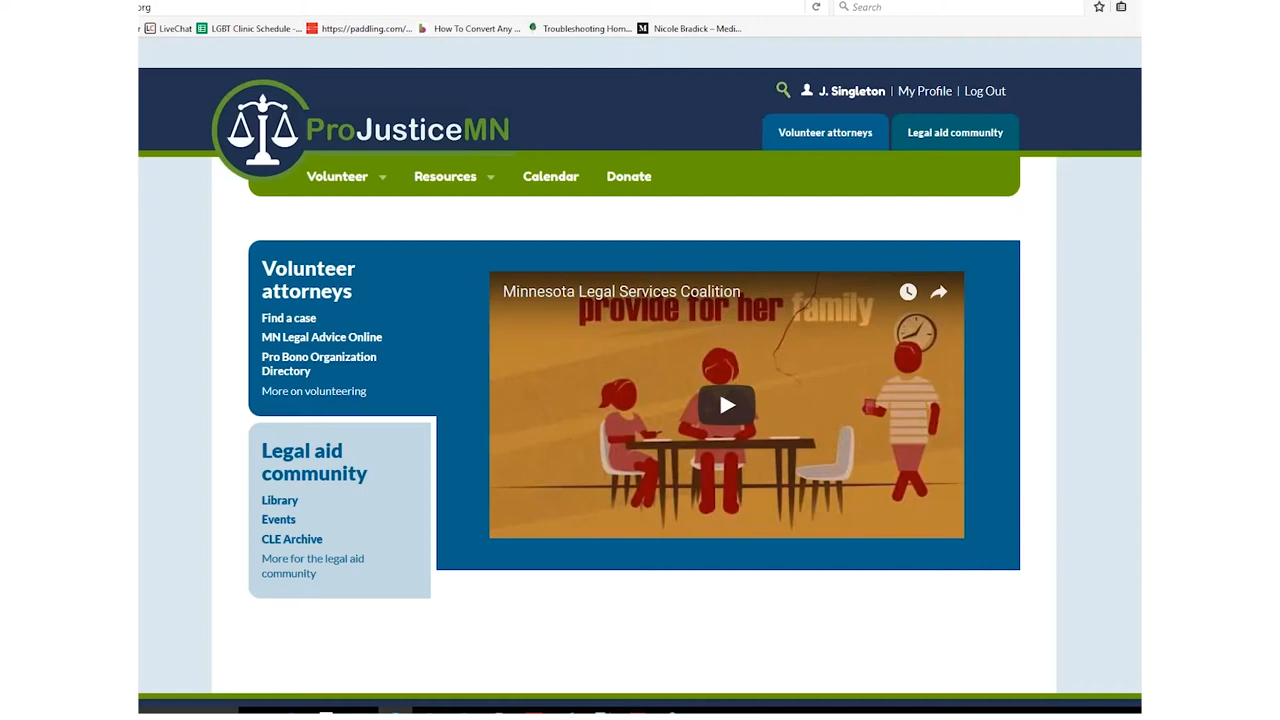 org
Search
LiveChat LGBT Clinic Schedule -... https://paddling.com/... How To Convert Any ... Troubleshooting Hom... Nicole Bradick – Medi...
J. Singleton | My Profile | Log Out
ProJusticeMN
Volunteer attorneys Legal aid community
Volunteer Resources Calendar Donate
Volunteer
attorneys
Find a case
MN Legal Advice Online
Pro Bono Organization
Directory
More on volunteering
Minnesota Legal Services Coalition
provide for her family
Legal aid
community
Library
Events
CLE Archive
More for the legal aid
community